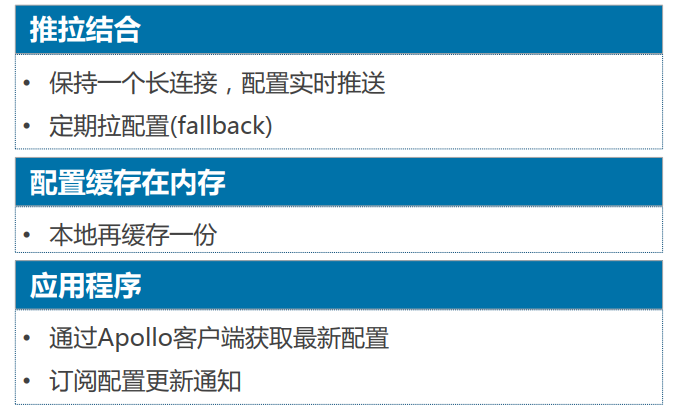 推拉结合
• 保持一个长连接，配置实时推送
• 定期拉配置(fallback)
配置缓存在内存
• 本地再缓存一份
应用程序
• 通过Apollo客户端获取最新配置
• 订阅配置更新通知